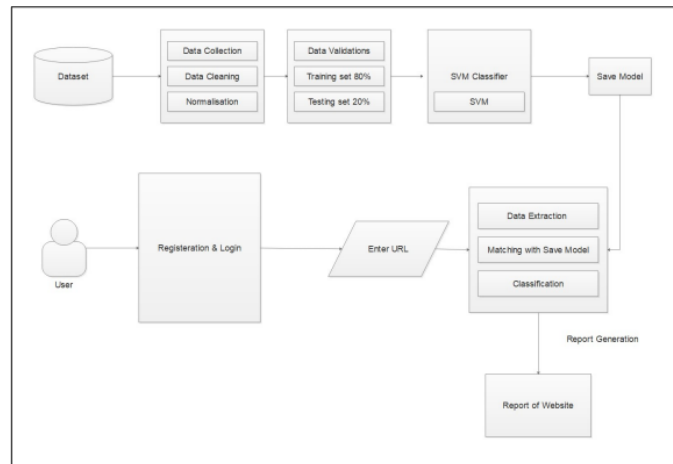 Dataset
Data Collection
Data Cleaning
Normalisation
Data Validations
Training set 80%
Testing set 20%
SVM Classifier
SVM
Save Model
User
Registeration & Login
Enter URL
Data Extraction
Matching with Save Model
Classification
Report Generation
Report of Website